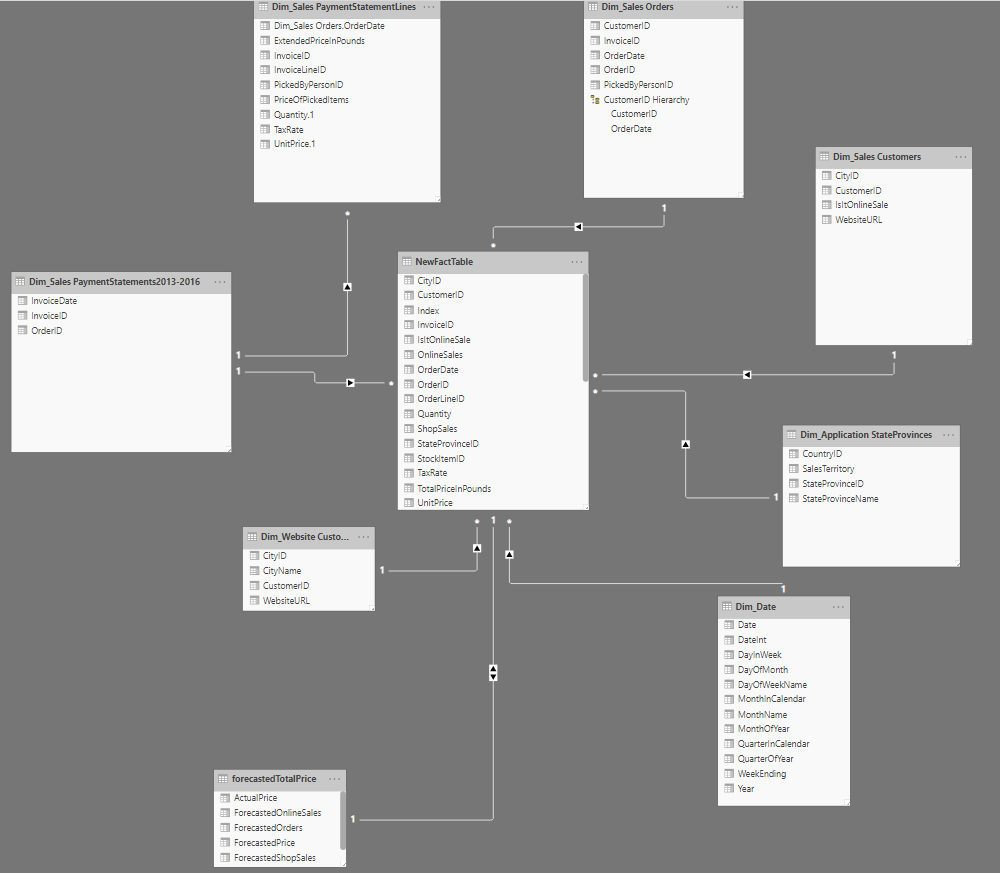 Dim_Sales PaymentStatementLines
Dim_Sales Orders.OrderDate
ExtendedPriceInPounds
InvoiceID
InvoiceLineID
PickedByPersonID
PriceOfPickedItems
Quantity.1
TaxRate
UnitPrice.1
Dim_Sales Orders
CustomerID
InvoiceID
OrderDate
OrderID
PickedByPersonID
CustomerID Hierarchy
CustomerID
OrderDate
Dim_Sales Customers
CityID
CustomerID
IsItOnlineSale
WebsiteURL
1
NewFactTable
CityID
CustomerID
Index
InvoiceID
IsItOnlineSale
OnlineSales
OrderDate
OrderID
OrderLineID
Quantity
ShopSales
StateProvinceID
StockItemID
TaxRate
TotalPriceInPounds
UnitPrice
Dim_Sales PaymentStatements2013-2016
InvoiceDate
InvoiceID
OrderID
1
1
1
Dim_Application StateProvinces
CountryID
SalesTerritory
StateProvinceID
StateProvinceName
1
1
Dim_Website Custo...
CityID
CityName
CustomerID
WebsiteURL
1
1
Dim_Date
Date
DateInt
DayInWeek
DayOfMonth
DayOfWeekName
MonthInCalendar
MonthName
MonthOfYear
QuarterInCalendar
QuarterOfYear
WeekEnding
Year
forecastedTotalPrice
ActualPrice
ForecastedOnlineSales
ForecastedOrders
ForecastedPrice
ForecastedShopSales
1